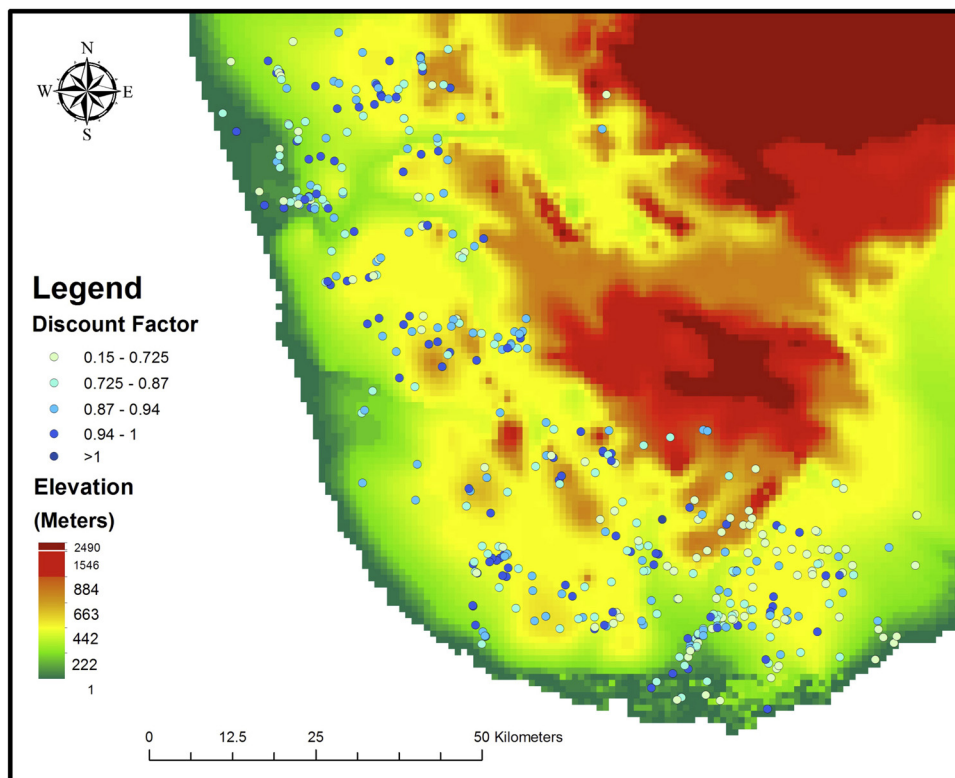 N
W E
S
Legend
Discount Factor
0.15 - 0.725
0.725 - 0.87
0.87 - 0.94
0.94 - 1
>1
Elevation
(Meters)
2490
1546
884
663
442
222
1
0 12.5 25 50 Kilometers